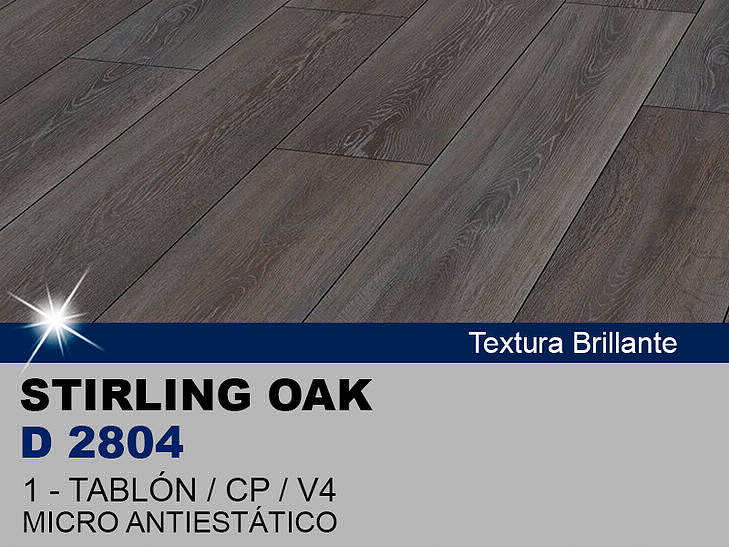 Textura Brillante
STIRLING OAK
D 2804
1 - TABLÓN / CP / V4
MICRO ANTIESTÁTICO